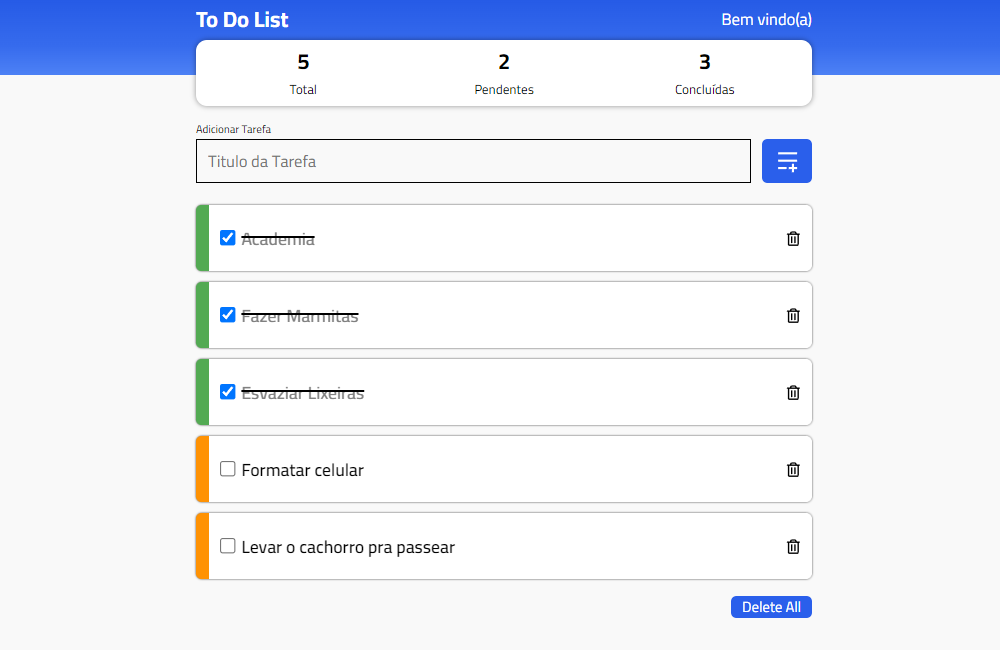 To Do List
Bem vindo(a)
5
2
3
Total
Pendentes
Concluídas
Adicionar Tarefa
Titulo da Tarefa
Academia
Fazer Marmitas
Esvaziar Lixeiras
Formatar celular
Levar o cachorro pra passear
Delete All